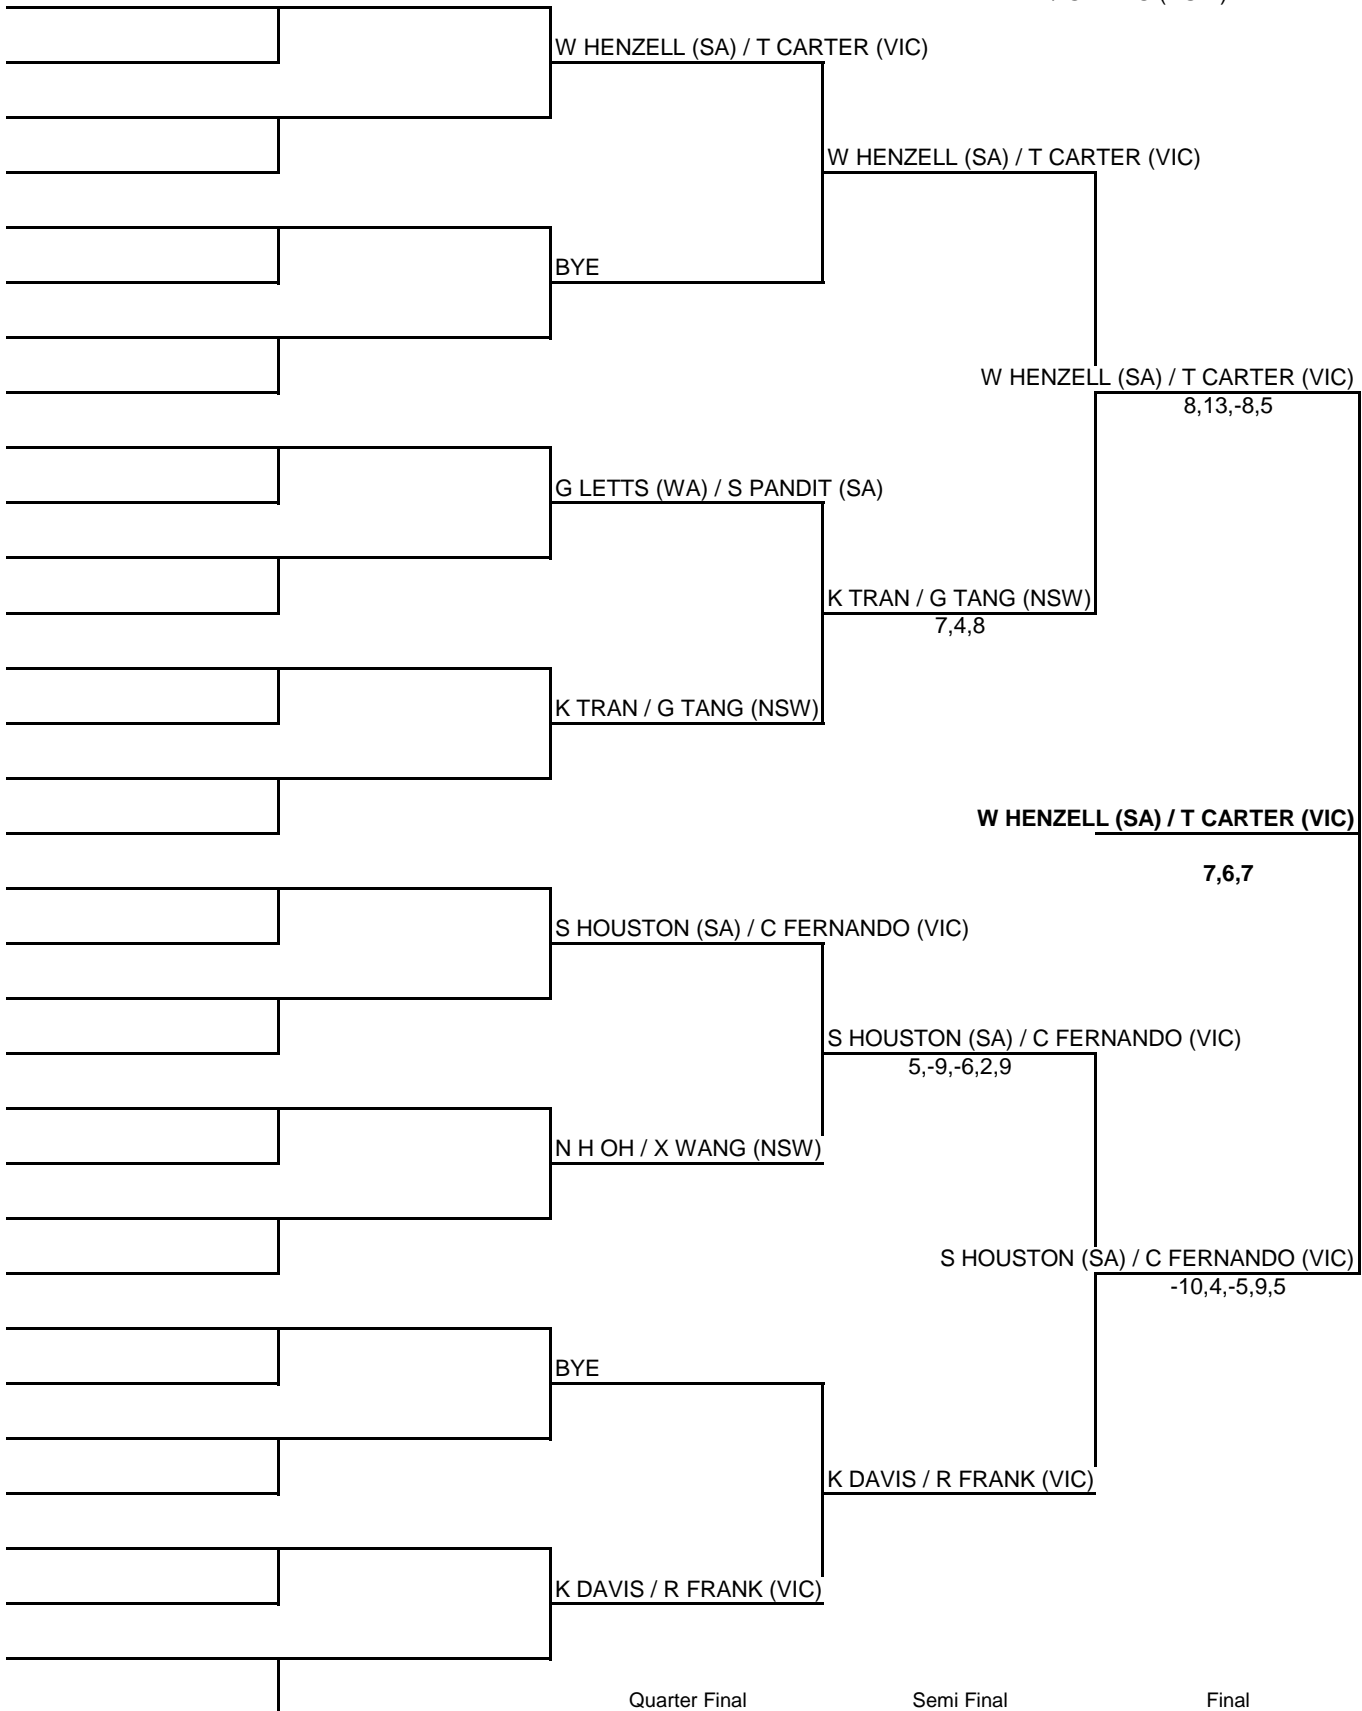 W HENZELL (SA) / T CARTER (VIC)
W HENZELL (SA) / T CARTER (VIC)
BYE
W HENZELL (SA) / T CARTER (VIC)
8,13,-8,5
G LETTS (WA) / S PANDIT (SA)
K TRAN / G TANG (NSW)
7,4,8
K TRAN / G TANG (NSW)
W HENZELL (SA) / T CARTER (VIC)
7,6,7
S HOUSTON (SA) / C FERNANDO (VIC)
S HOUSTON (SA) / C FERNANDO (VIC)
5,-9,-6,2,9
N H OH / X WANG (NSW)
S HOUSTON (SA) / C FERNANDO (VIC)
-10,4,-5,9,5
BYE
K DAVIS / R FRANK (VIC)
K DAVIS / R FRANK (VIC)
Quarter Final Semi Final Final